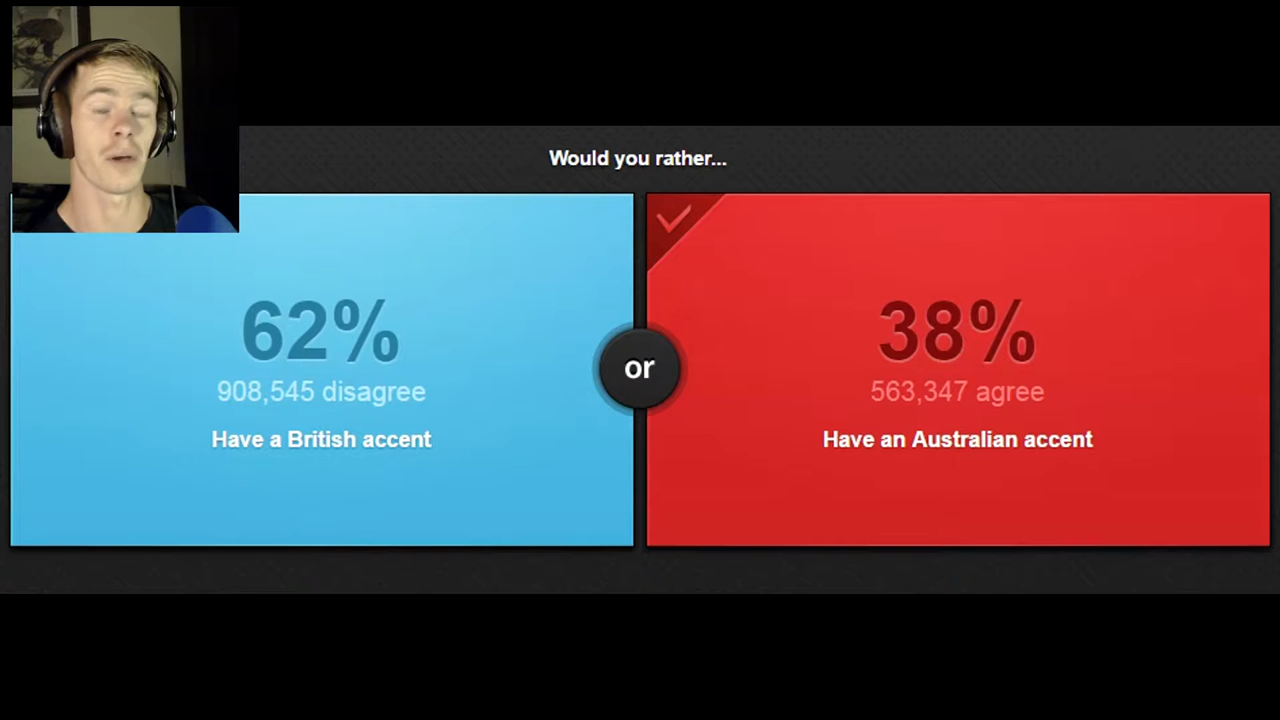 Would you rather...
62%
908,545 disagree
Have a British accent
or
38%
563,347 agree
Have an Australian accent